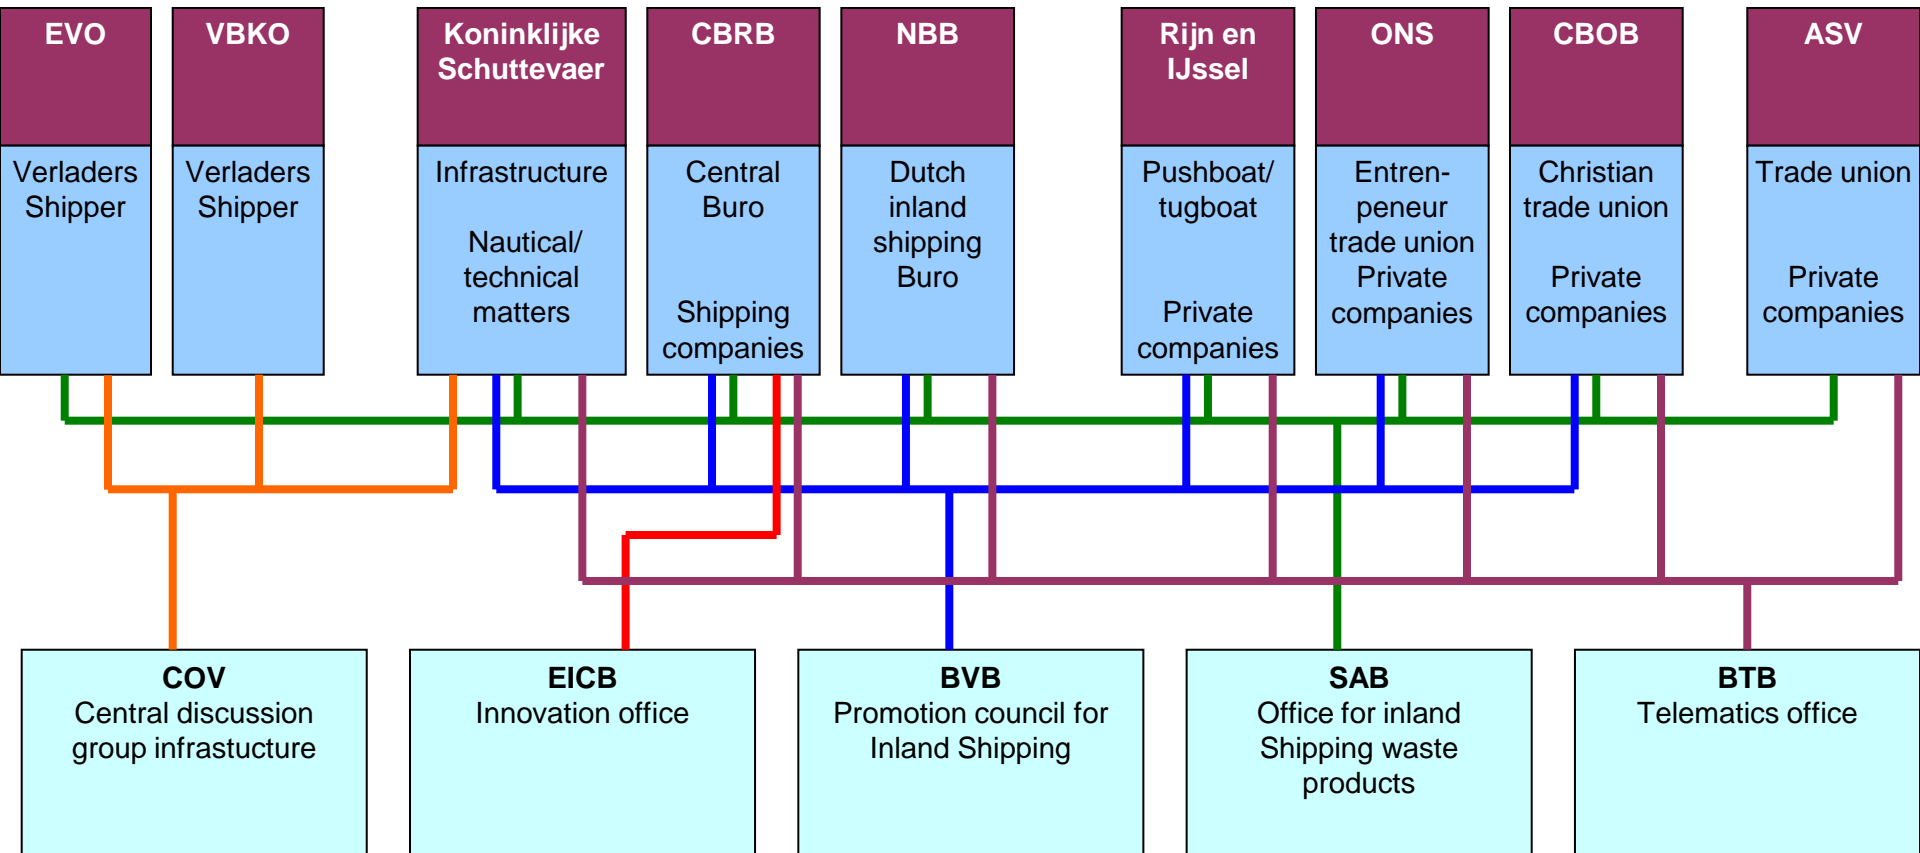 EVO
Verladers
Shipper
VBKO
Verladers
Shipper
Koninklijke
Schuttevaer
Infrastructure
Nautical/
technical
matters
CBRB
Central
Buro
Shipping
companies
NBB
Dutch
inland
shipping
Buro
Rijn en
IJssel
Pushboat/
tugboat
Private
companies
ONS
Entren-
peneur
trade union
Private
companies
CBOB
Christian
trade union
Private
companies
ASV
Trade union
Private
companies
COV
Central discussion
group infrastucture
EICB
Innovation office
BVB
Promotion council for
Inland Shipping
SAB
Office for inland
Shipping waste
products
BTB
Telematics office